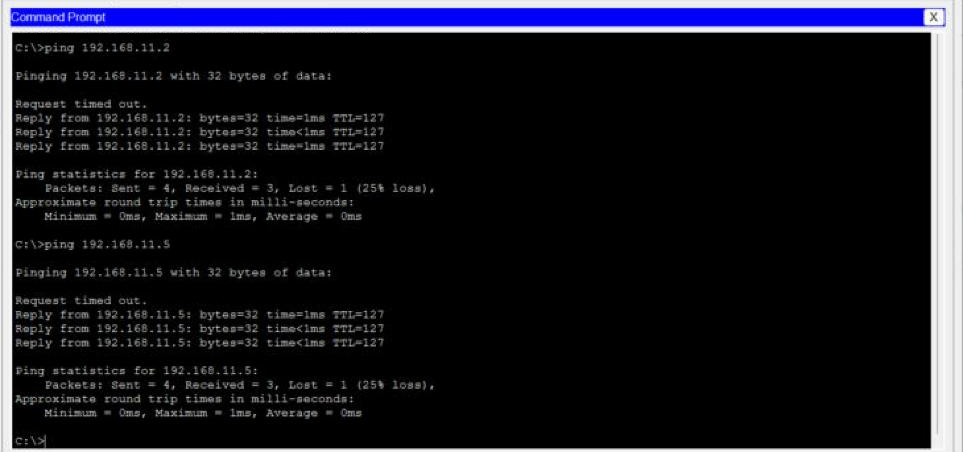 Command Prompt
X
C:\>ping 192.168.11.2
Pinging 192.168.11.2 with 32 bytes of data:
Request timed out.
Reply from 192.168.11.2: bytes=32 time=1ms TTL=127
Reply from 192.168.11.2: bytes=32 time<1ms TTL=127
Reply from 192.168.11.2: bytes=32 time=1ms TTL=127
Ping statistics for 192.168.11.2:
    Packets: Sent = 4, Received = 3, Lost = 1 (25% loss),
Approximate round trip times in milli-seconds:
    Minimum = 0ms, Maximum = 1ms, Average = 0ms
C:\>ping 192.168.11.5
Pinging 192.168.11.5 with 32 bytes of data:
Request timed out.
Reply from 192.168.11.5: bytes=32 time=1ms TTL=127
Reply from 192.168.11.5: bytes=32 time<1ms TTL=127
Reply from 192.168.11.5: bytes=32 time<1ms TTL=127
Ping statistics for 192.168.11.5:
    Packets: Sent = 4, Received = 3, Lost = 1 (25% loss),
Approximate round trip times in milli-seconds:
    Minimum = 0ms, Maximum = 1ms, Average = 0ms
C:\>